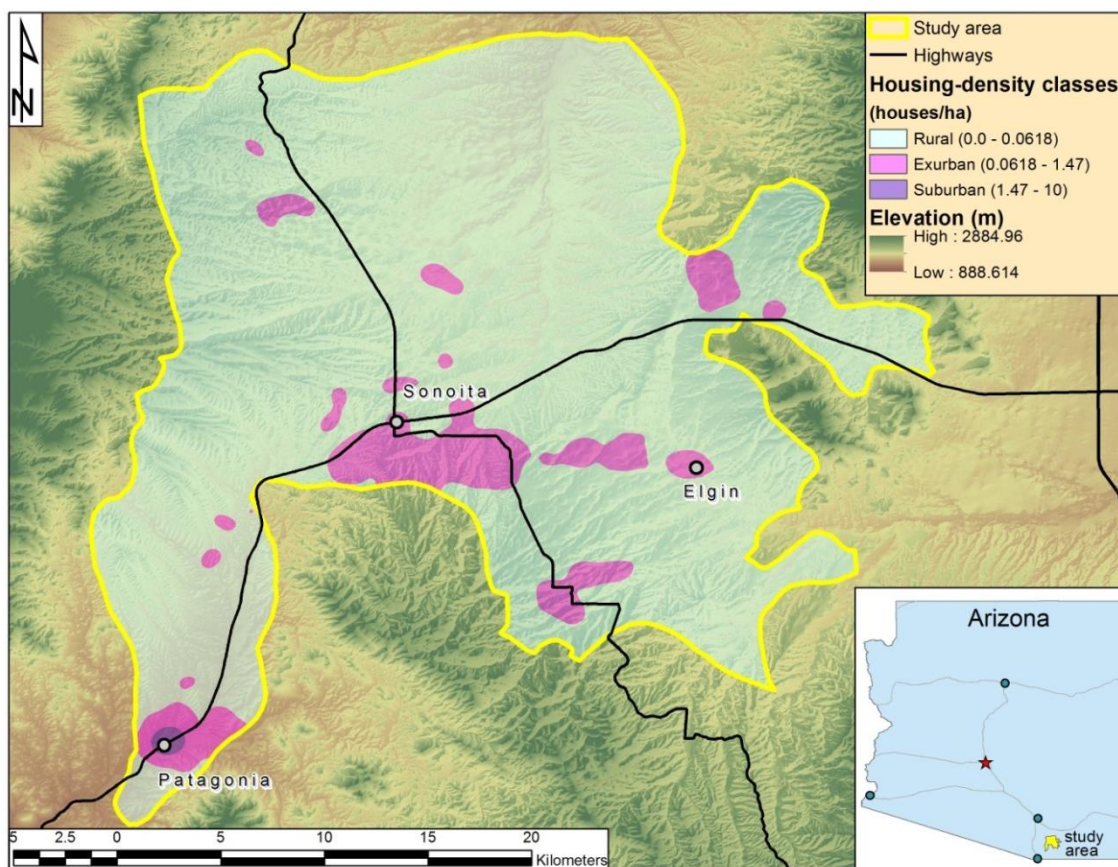 Study area
Highways
Housing-density classes
(houses/ha)
Rural (0.0 - 0.0618)
Exurban (0.0618 - 1.47)
Suburban (1.47 - 10)
Elevation (m)
High : 2884.96
Low : 888.614
N
Sonoita
Elgin
Patagonia
5 2.5 0 5 10 15 20
Kilometers
Arizona
study
area